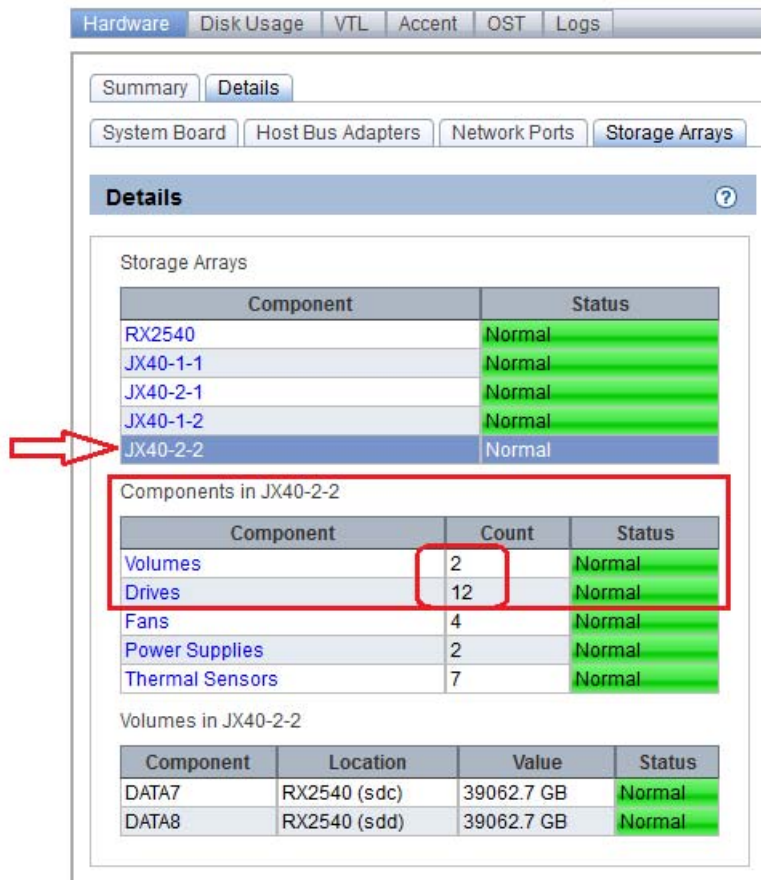 Hardware Disk Usage VTL Accent OST Logs
Summary Details
System Board Host Bus Adapters Network Ports Storage Arrays
Details ?
Storage Arrays
Component Status
RX2540 Normal
JX40-1-1 Normal
JX40-2-1 Normal
JX40-1-2 Normal
JX40-2-2 Normal
Components in JX40-2-2
Component Count Status
Volumes 2 Normal
Drives 12 Normal
Fans 4 Normal
Power Supplies 2 Normal
Thermal Sensors 7 Normal
Volumes in JX40-2-2
Component Location Value Status
DATA7 RX2540 (sdc) 39062.7 GB Normal
DATA8 RX2540 (sdd) 39062.7 GB Normal